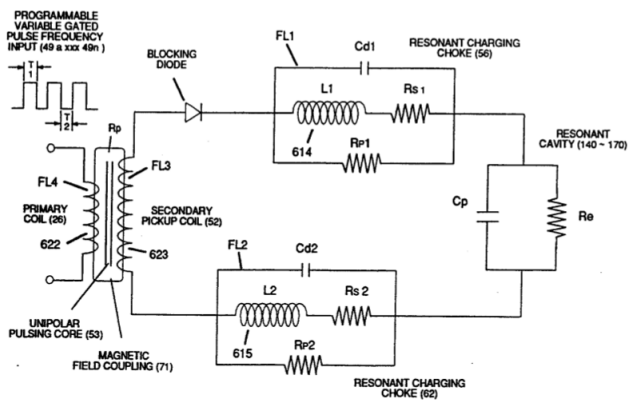 PROGRAMMABLE
VARIABLE GATED
PULSE FREQUENCY
INPUT (49 a xxx 49n)
T
1
T
2
BLOCKING
DIODE
FL1
Cd1
RESONANT CHARGING
CHOKE (56)
L1
Rs1
614
RP1
RESONANT
CAVITY (140 ~ 170)
Cp
Re
Rp
FL3
FL4
PRIMARY
COIL (26)
SECONDARY
PICKUP COIL (52)
622
623
FL2
Cd2
L2
Rs2
615
RP2
UNIPOLAR
PULSING CORE (53)
MAGNETIC
FIELD COUPLING (71)
RESONANT CHARGING
CHOKE (62)